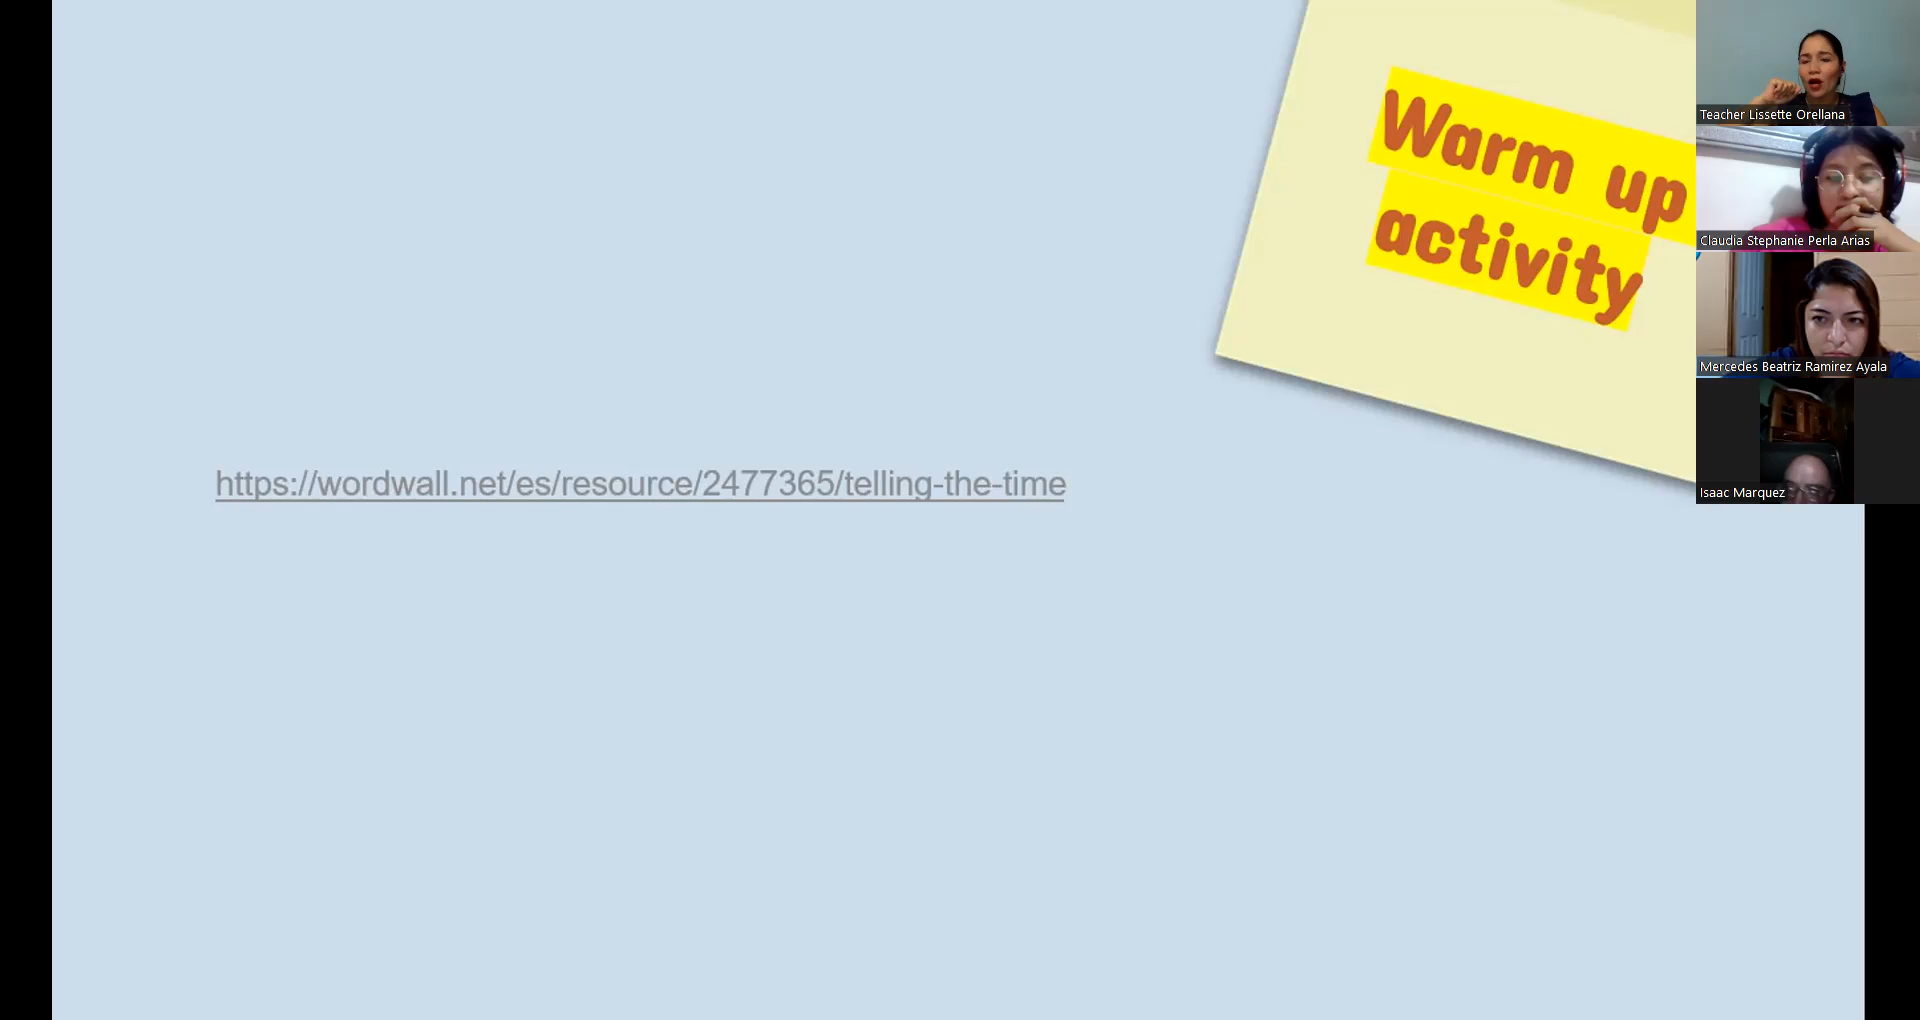 Warm up
activity
https://wordwall.net/es/resource/2477365/telling-the-time
Teacher Lissette Orellana
Claudia Stephanie Perla Arias
Mercedes Beatriz Ramirez Ayala
Isaac Marquez